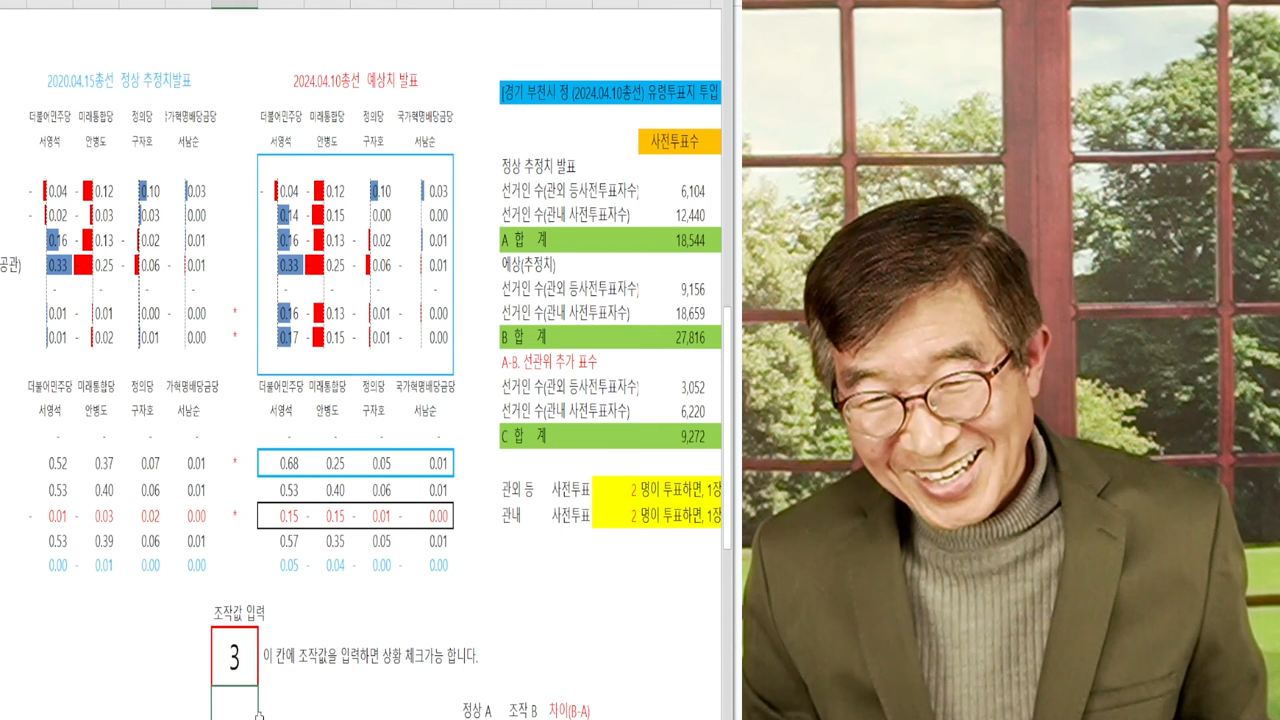 2020.04.15총선 정상 추정치발표
2024.04.10총선 예상치 발표
[경기 부천시 정 (2024.04.10총선) 유령투표지 투입
더불어민주당 미래통합당 정의당 가혁명배당금당
더불어민주당 미래통합당 정의당 국가혁명배당금당
서영석 안병도 구자호 서남순
서영석 안병도 구자호 서남순
사전투표수
정상 추정치 발표
- 0.04 - 0.12 0.10 0.03
- 0.04 - 0.12 0.10 0.03
선거인 수(관외 등사전투표자수) 6,104
- 0.02 - 0.03 0.03 0.00
0.14 - 0.15 0.00 0.00
선거인 수(관내 사전투표자수) 12,440
0.16 - 0.13 - 0.02 0.01
0.16 - 0.13 - 0.02 0.01
A 합 계 18,544
공관) 0.33 - 0.25 - 0.06 - 0.01
0.33 - 0.25 - 0.06 - 0.01
예상(추정치)
- - - -
선거인 수(관외 등사전투표자수) 9,156
- 0.01 - 0.01 0.00 - 0.00 *
0.16 - 0.13 - 0.01 - 0.00
선거인 수(관내 사전투표자수) 18,659
- 0.01 - 0.02 0.01 0.00 *
0.17 - 0.15 - 0.01 0.00
B 합 계 27,816
A-B. 선관위 추가 표수
더불어민주당 미래통합당 정의당 가혁명배당금당
더불어민주당 미래통합당 정의당 국가혁명배당금당
선거인 수(관외 등사전투표자수) 3,052
서영석 안병도 구자호 서남순
서영석 안병도 구자호 서남순
선거인 수(관내 사전투표자수) 6,220
- - - -
- - - -
C 합 계 9,272
0.52 0.37 0.07 0.01 *
0.68 0.25 0.05 0.01
0.53 0.40 0.06 0.01
0.53 0.40 0.06 0.01
관외 등 사전투표 2 명이 투표하면, 1장
- 0.01 - 0.03 0.02 0.00 *
0.15 - 0.15 - 0.01 - 0.00
관내 사전투표 2 명이 투표하면, 1장
0.53 0.39 0.06 0.01
0.57 0.35 0.05 0.01
0.00 - 0.01 0.00 0.00
0.05 - 0.04 - 0.00 - 0.00
조작값 입력
3 이 칸에 조작값을 입력하면 상황 체크가능 합니다.
정상 A 조작 B 차이(B-A)